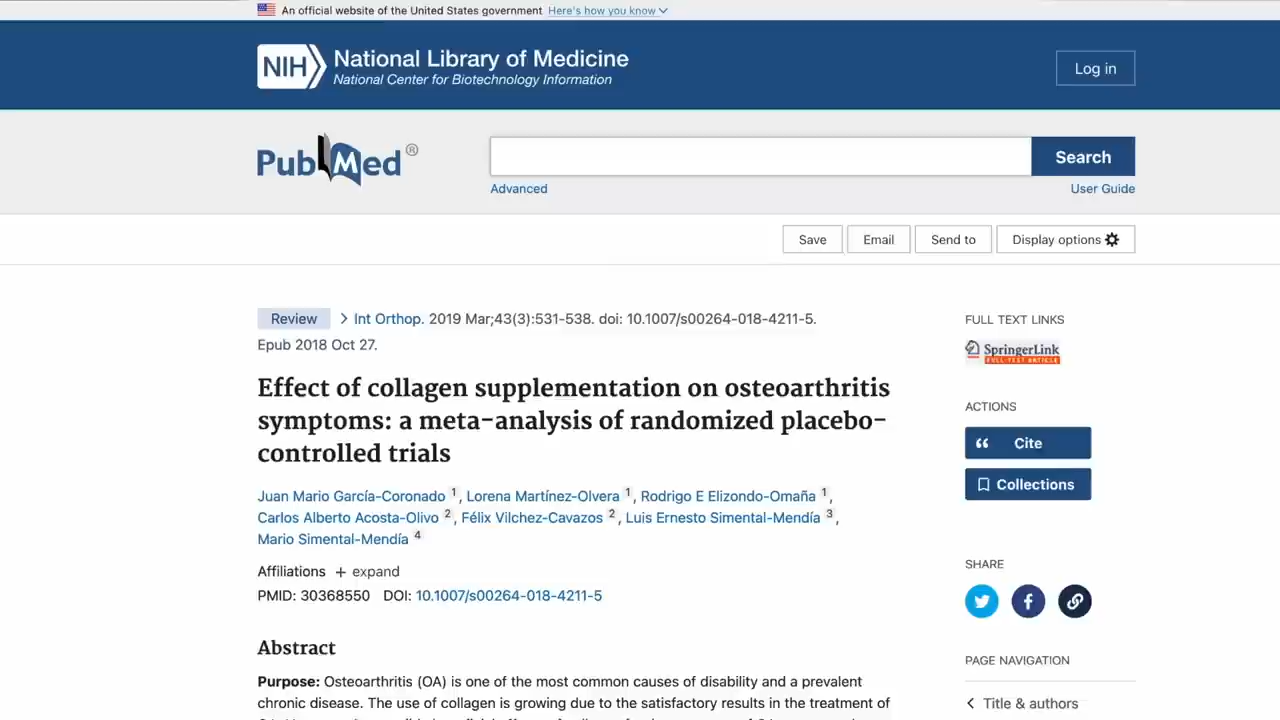 An official website of the United States government Here's how you know
NIH National Library of Medicine
National Center for Biotechnology Information
Log in
PubMed®
Search
Advanced
User Guide
Save
Email
Send to
Display options
Review
Int Orthop. 2019 Mar;43(3):531-538. doi: 10.1007/s00264-018-4211-5.
Epub 2018 Oct 27.
Effect of collagen supplementation on osteoarthritis
symptoms: a meta-analysis of randomized placebo-
controlled trials
Juan Mario García-Coronado 1, Lorena Martínez-Olvera 1, Rodrigo E Elizondo-Omaña 1,
Carlos Alberto Acosta-Olivo 2, Félix Vilchez-Cavazos 2, Luis Ernesto Simental-Mendía 3,
Mario Simental-Mendía 4
Affiliations + expand
PMID: 30368550 DOI: 10.1007/s00264-018-4211-5
Abstract
Purpose: Osteoarthritis (OA) is one of the most common causes of disability and a prevalent
chronic disease. The use of collagen is growing due to the satisfactory results in the treatment of
FULL TEXT LINKS
SpringerLink
FULL-TEXT ARTICLE
ACTIONS
Cite
Collections
SHARE
PAGE NAVIGATION
Title & authors